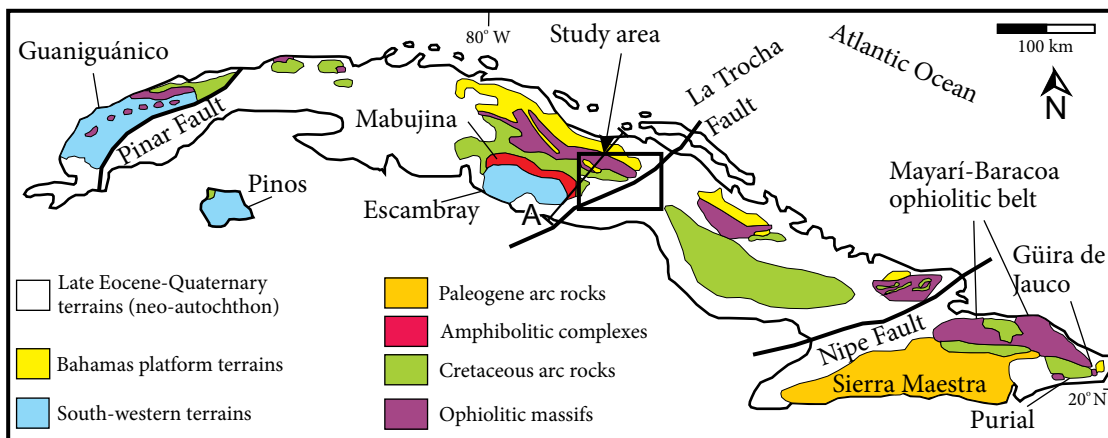 80° W
Study area
Atlantic Ocean
100 km
N
Guaniguánico
La Trocha
Fault
Mabujina
Pinar Fault
Pinos
Escambray
A
Mayarí-Baracoa
ophiolitic belt
Güira de
Jauco
Nipe Fault
Sierra Maestra
Purial
20° N
Late Eocene-Quaternary
terrains (neo-autochthon)
Bahamas platform terrains
South-western terrains
Paleogene arc rocks
Amphibolitic complexes
Cretaceous arc rocks
Ophiolitic massifs